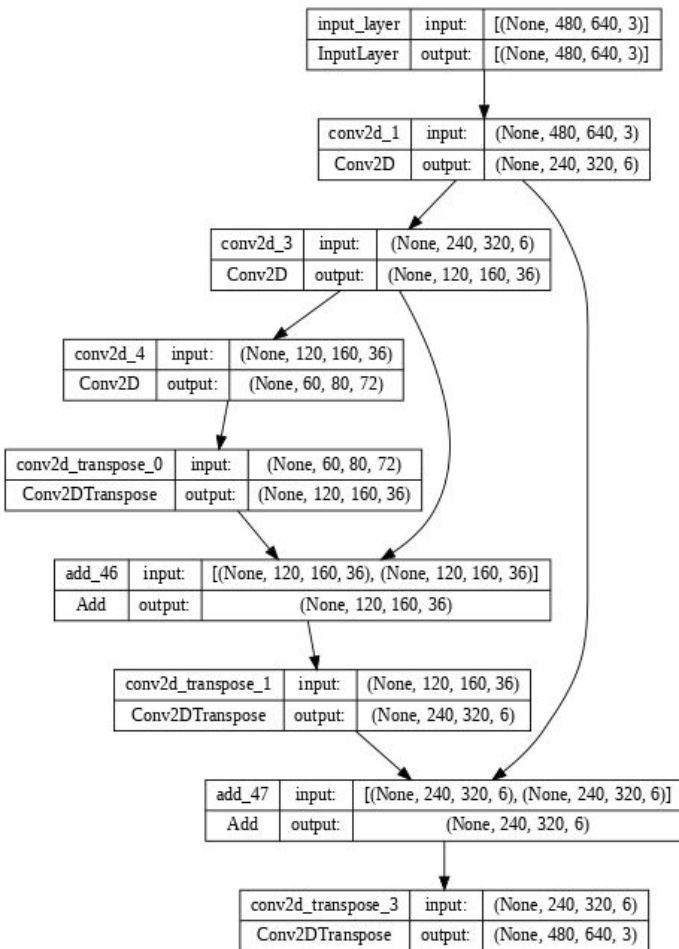 input_layer input: [(None, 480, 640, 3)]
InputLayer output: [(None, 480, 640, 3)]
conv2d_1 input: (None, 480, 640, 3)
Conv2D output: (None, 240, 320, 6)
conv2d_3 input: (None, 240, 320, 6)
Conv2D output: (None, 120, 160, 36)
conv2d_4 input: (None, 120, 160, 36)
Conv2D output: (None, 60, 80, 72)
conv2d_transpose_0 input: (None, 60, 80, 72)
Conv2DTranspose output: (None, 120, 160, 36)
add_46 input: [(None, 120, 160, 36), (None, 120, 160, 36)]
Add output: (None, 120, 160, 36)
conv2d_transpose_1 input: (None, 120, 160, 36)
Conv2DTranspose output: (None, 240, 320, 6)
add_47 input: [(None, 240, 320, 6), (None, 240, 320, 6)]
Add output: (None, 240, 320, 6)
conv2d_transpose_3 input: (None, 240, 320, 6)
Conv2DTranspose output: (None, 480, 640, 3)